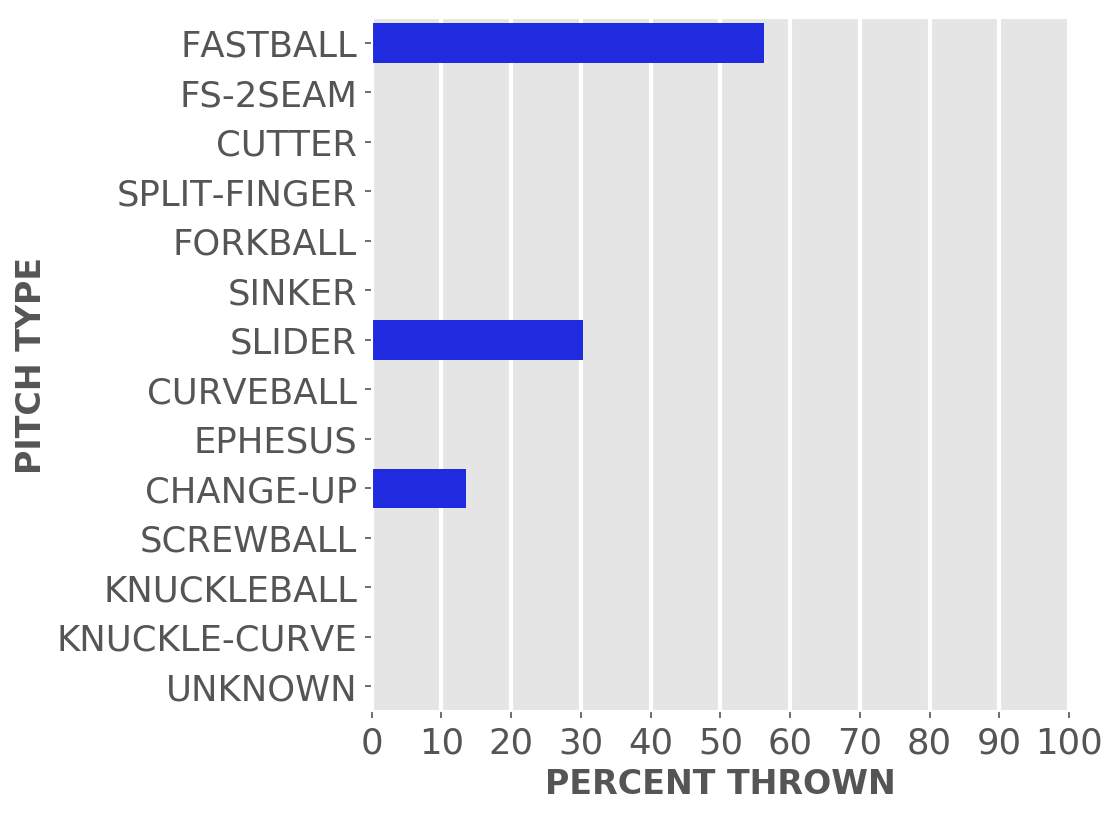 FASTBALL
FS-2SEAM
CUTTER
SPLIT-FINGER
FORKBALL
SINKER
SLIDER
CURVEBALL
EPHESUS
CHANGE-UP
SCREWBALL
KNUCKLEBALL
KNUCKLE-CURVE
UNKNOWN
PITCH TYPE
0 10 20 30 40 50 60 70 80 90 100
PERCENT THROWN